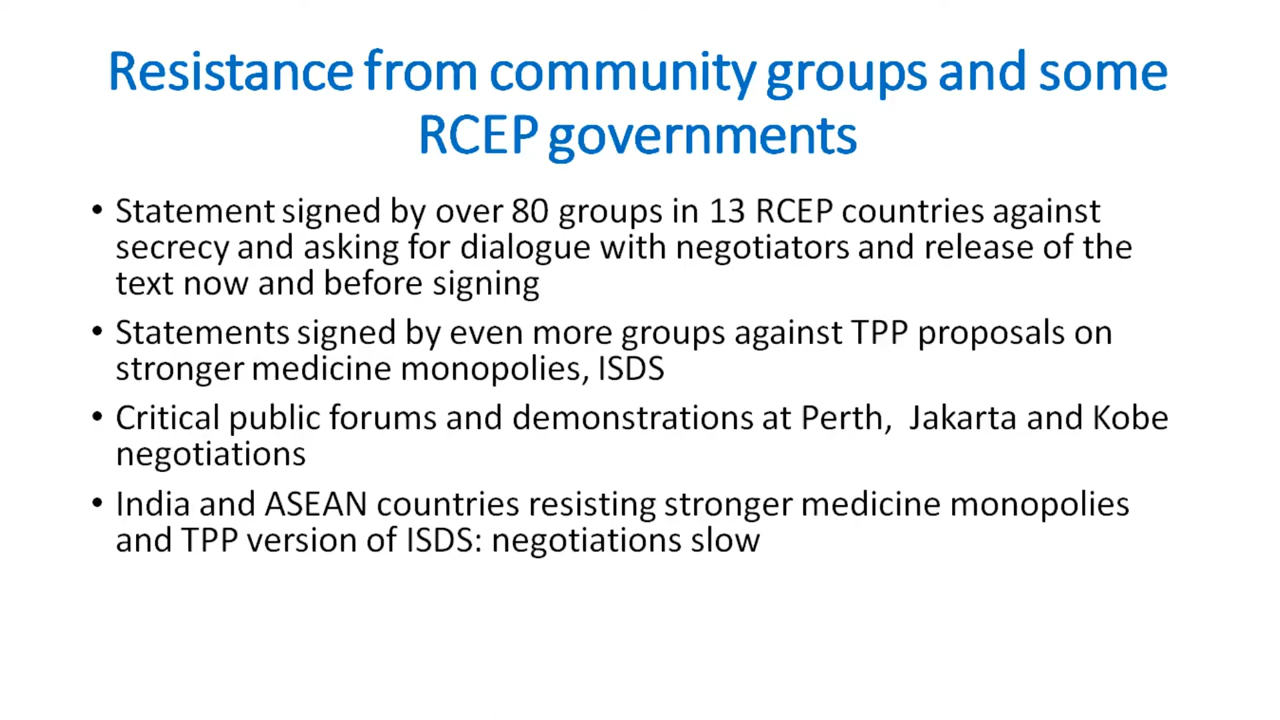 Resistance from community groups and some
RCEP governments
• Statement signed by over 80 groups in 13 RCEP countries against
secrecy and asking for dialogue with negotiators and release of the
text now and before signing
• Statements signed by even more groups against TPP proposals on
stronger medicine monopolies, ISDS
• Critical public forums and demonstrations at Perth,  Jakarta and Kobe
negotiations
• India and ASEAN countries resisting stronger medicine monopolies
and TPP version of ISDS: negotiations slow